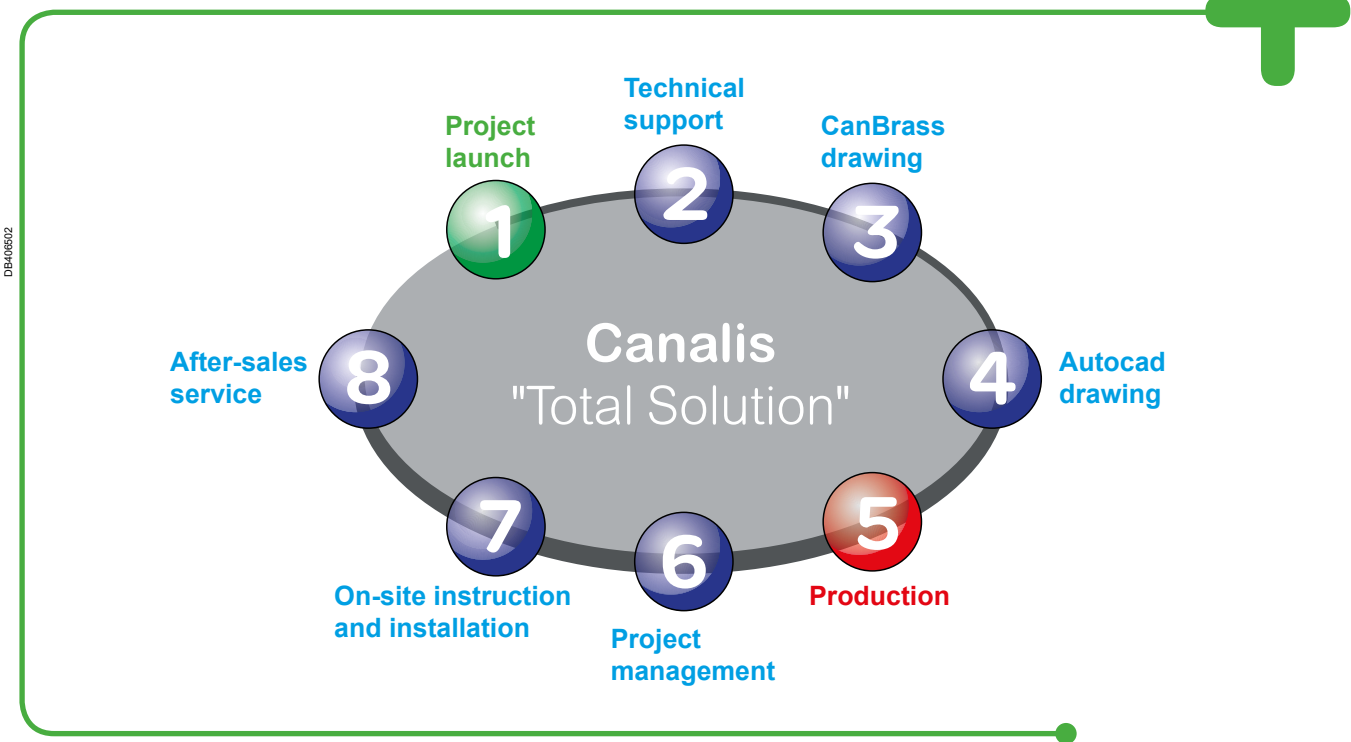 DB406502
1
Project
launch
2
Technical
support
3
CanBrass
drawing
4
Autocad
drawing
5
Production
6
Project
management
7
On-site instruction
and installation
8
After-sales
service
Canalis
"Total Solution"